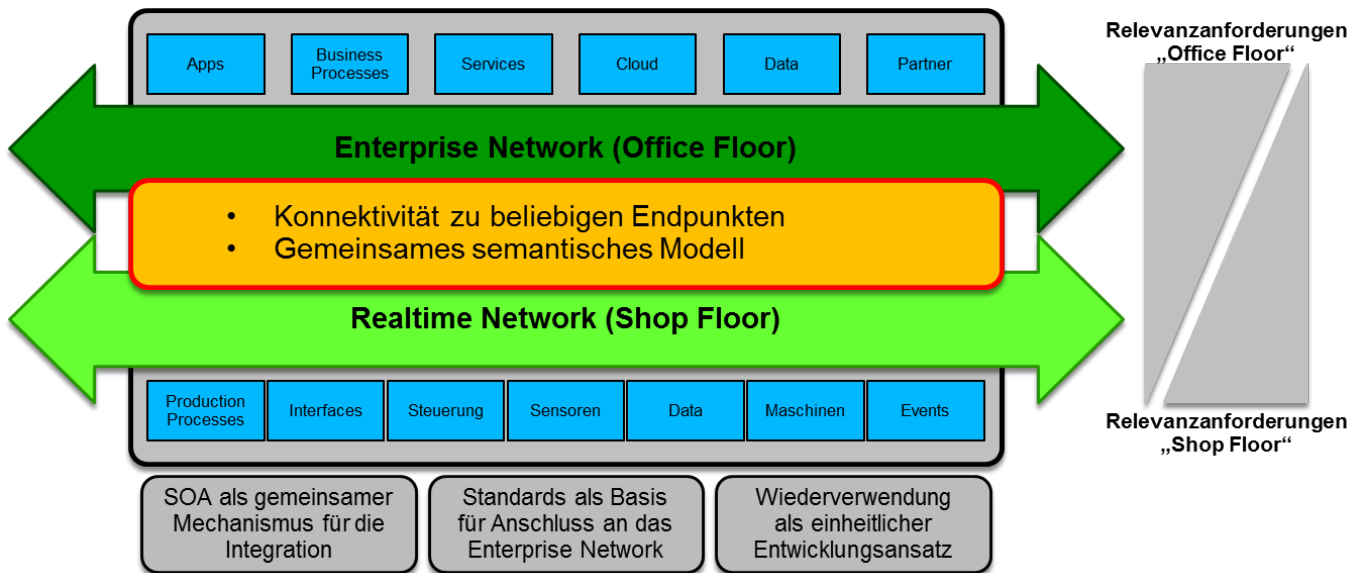 Relevanzanforderungen
„Office Floor“
Apps
Business
Processes
Services
Cloud
Data
Partner
Enterprise Network (Office Floor)
• Konnektivität zu beliebigen Endpunkten
• Gemeinsames semantisches Modell
Realtime Network (Shop Floor)
Production
Processes
Interfaces
Steuerung
Sensoren
Data
Maschinen
Events
Relevanzanforderungen
„Shop Floor“
SOA als gemeinsamer
Mechanismus für die
Integration
Standards als Basis
für Anschluss an das
Enterprise Network
Wiederverwendung
als einheitlicher
Entwicklungsansatz